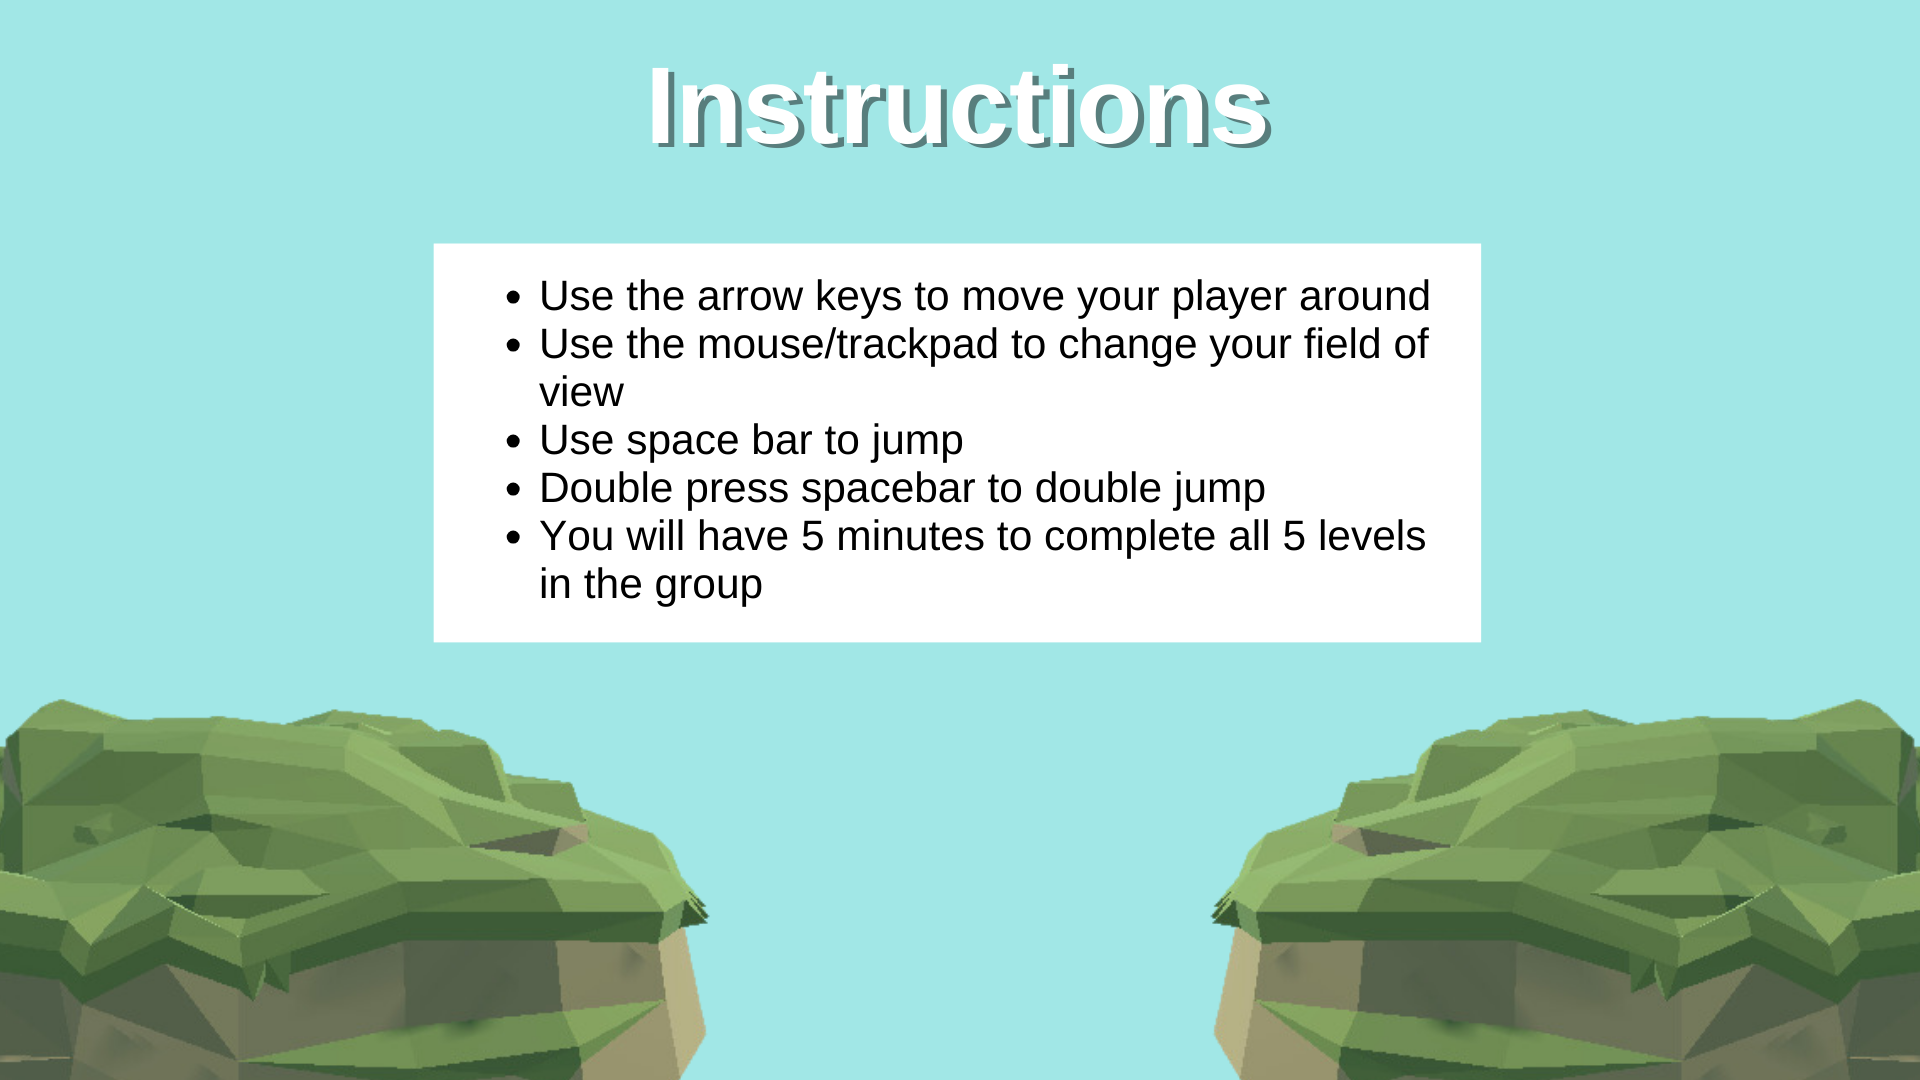 Instructions
• Use the arrow keys to move your player around
• Use the mouse/trackpad to change your field of
view
• Use space bar to jump
• Double press spacebar to double jump
• You will have 5 minutes to complete all 5 levels
in the group